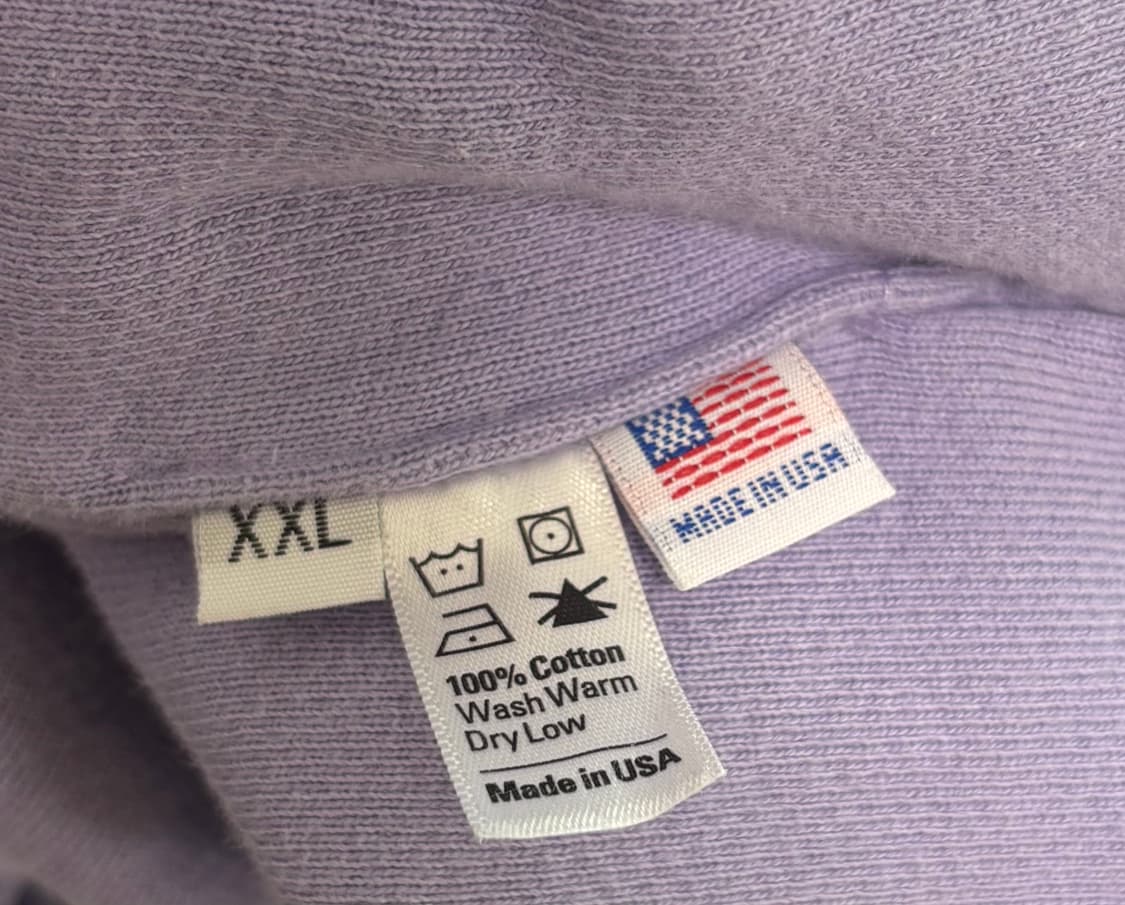 XXL
100% Cotton
Wash Warm
Dry Low
Made in USA
MADE IN USA